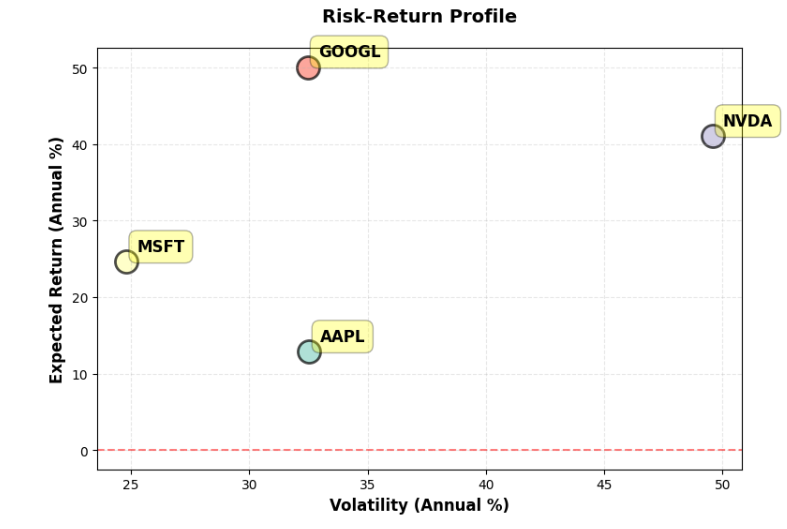 Risk-Return Profile
GOOGL
NVDA
MSFT
AAPL
Expected Return (Annual %)
50
40
30
20
10
0
25 30 35 40 45 50
Volatility (Annual %)